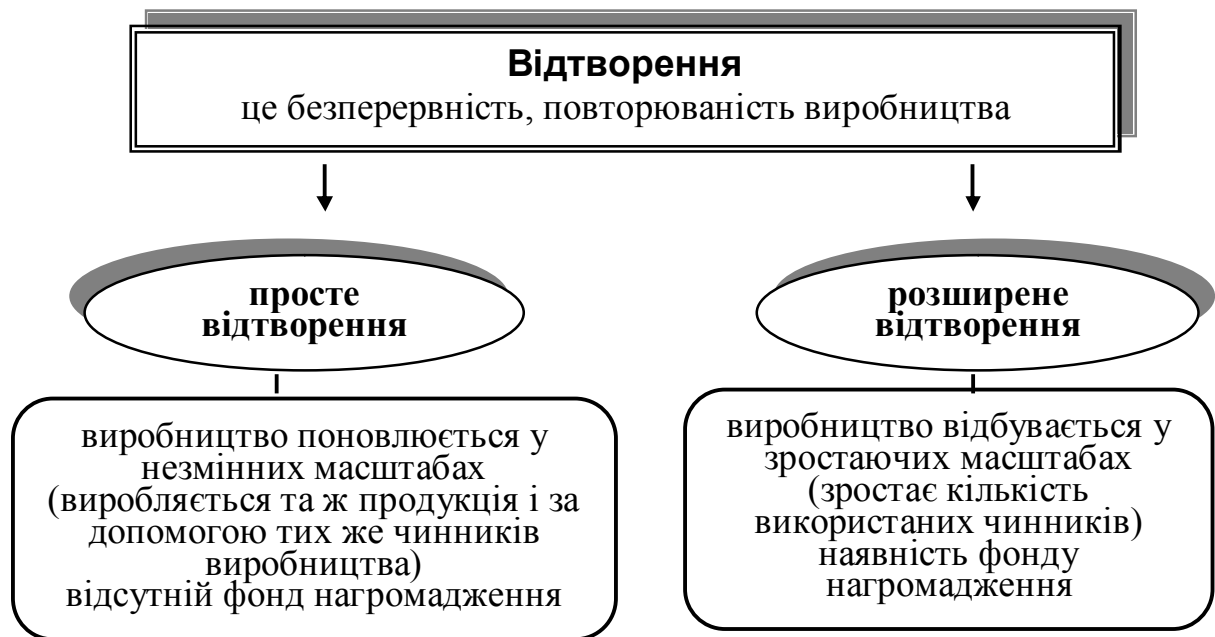 Відтворення
це безперервність, повторюваність виробництва
просте
відтворення
виробництво поновлюється у
незмінних масштабах
(виробляється та ж продукція і за
допомогою тих же чинників
виробництва)
відсутній фонд нагромадження
розширене
відтворення
виробництво відбувається у
зростаючих масштабах
(зростає кількість
використаних чинників)
наявність фонду
нагромадження